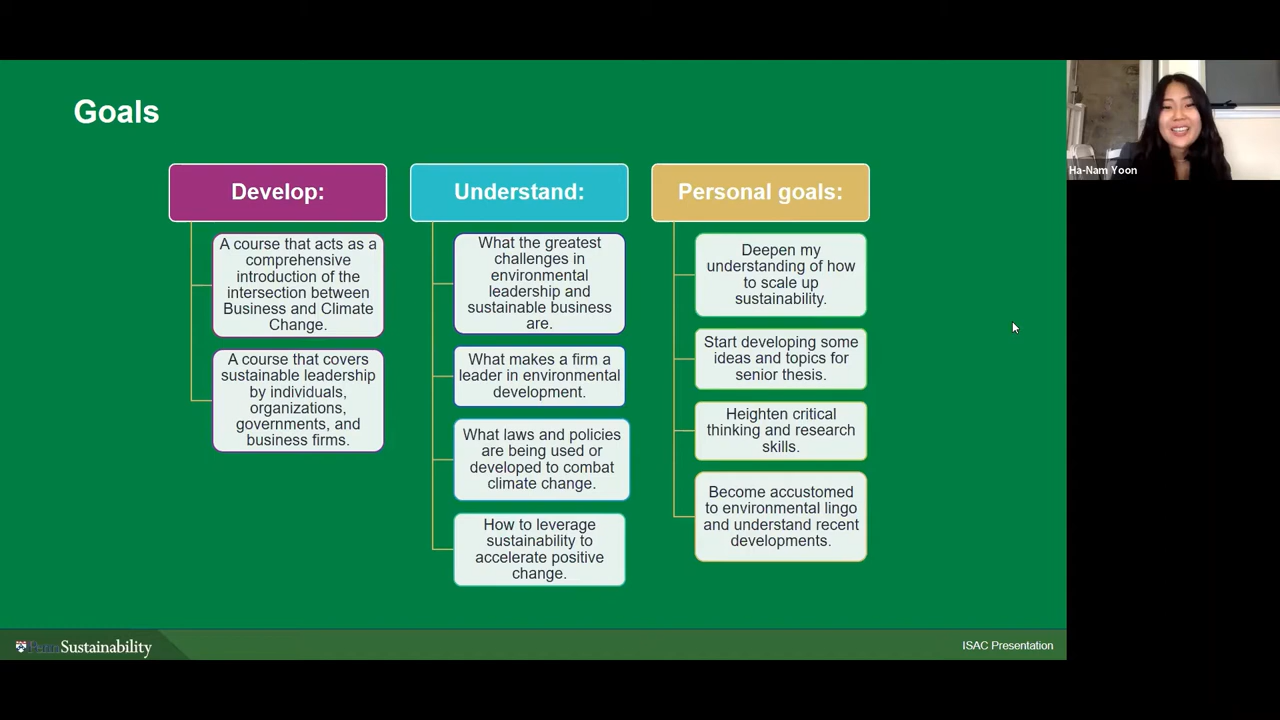 Goals
Develop:
A course that acts as a
comprehensive
introduction of the
intersection between
Business and Climate
Change.
A course that covers
sustainable leadership
by individuals,
organizations,
governments, and
business firms.
Understand:
What the greatest
challenges in
environmental
leadership and
sustainable business
are.
What makes a firm a
leader in environmental
development.
What laws and policies
are being used or
developed to combat
climate change.
How to leverage
sustainability to
accelerate positive
change.
Personal goals:
Deepen my
understanding of how
to scale up
sustainability.
Start developing some
ideas and topics for
senior thesis.
Heighten critical
thinking and research
skills.
Become accustomed
to environmental lingo
and understand recent
developments.
Ha-Nam Yoon
Penn Sustainability
ISAC Presentation